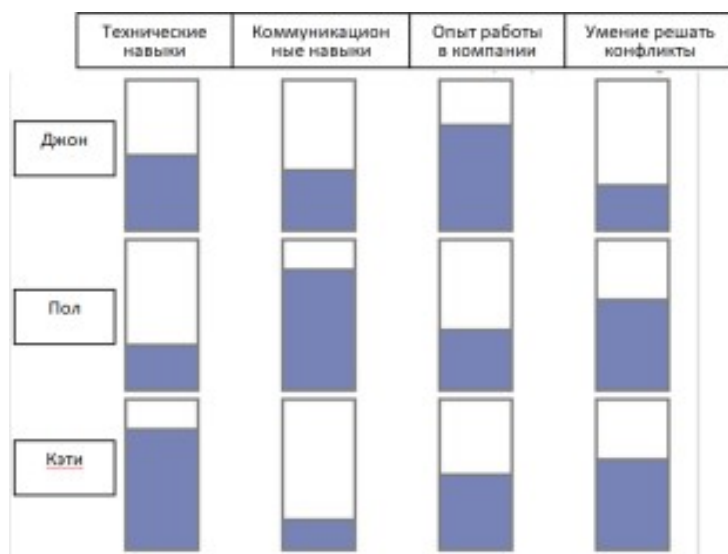 Технические
навыки
Коммуникацион
ные навыки
Опыт работы
в компании
Умение решать
конфликты
Джон
Пол
Кэти